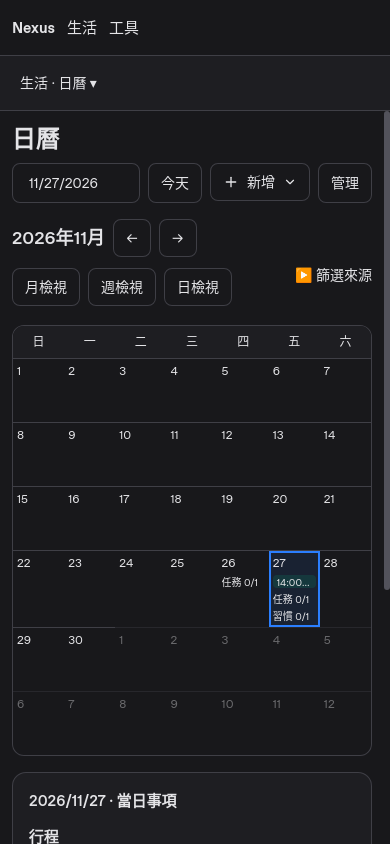 Nexus 生活 工具
生活 · 日曆 ▾
日曆
11/27/2026 今天 + 新增 管理
2026年11月 ← →
月檢視 週檢視 日檢視 ▶️ 篩選來源
日 一 二 三 四 五 六
1 2 3 4 5 6 7
8 9 10 11 12 13 14
15 16 17 18 19 20 21
22 23 24 25 26 27 28
任務 0/1 14:00...
任務 0/1
習慣 0/1
29 30 1 2 3 4 5
6 7 8 9 10 11 12
2026/11/27 · 當日事項
行程